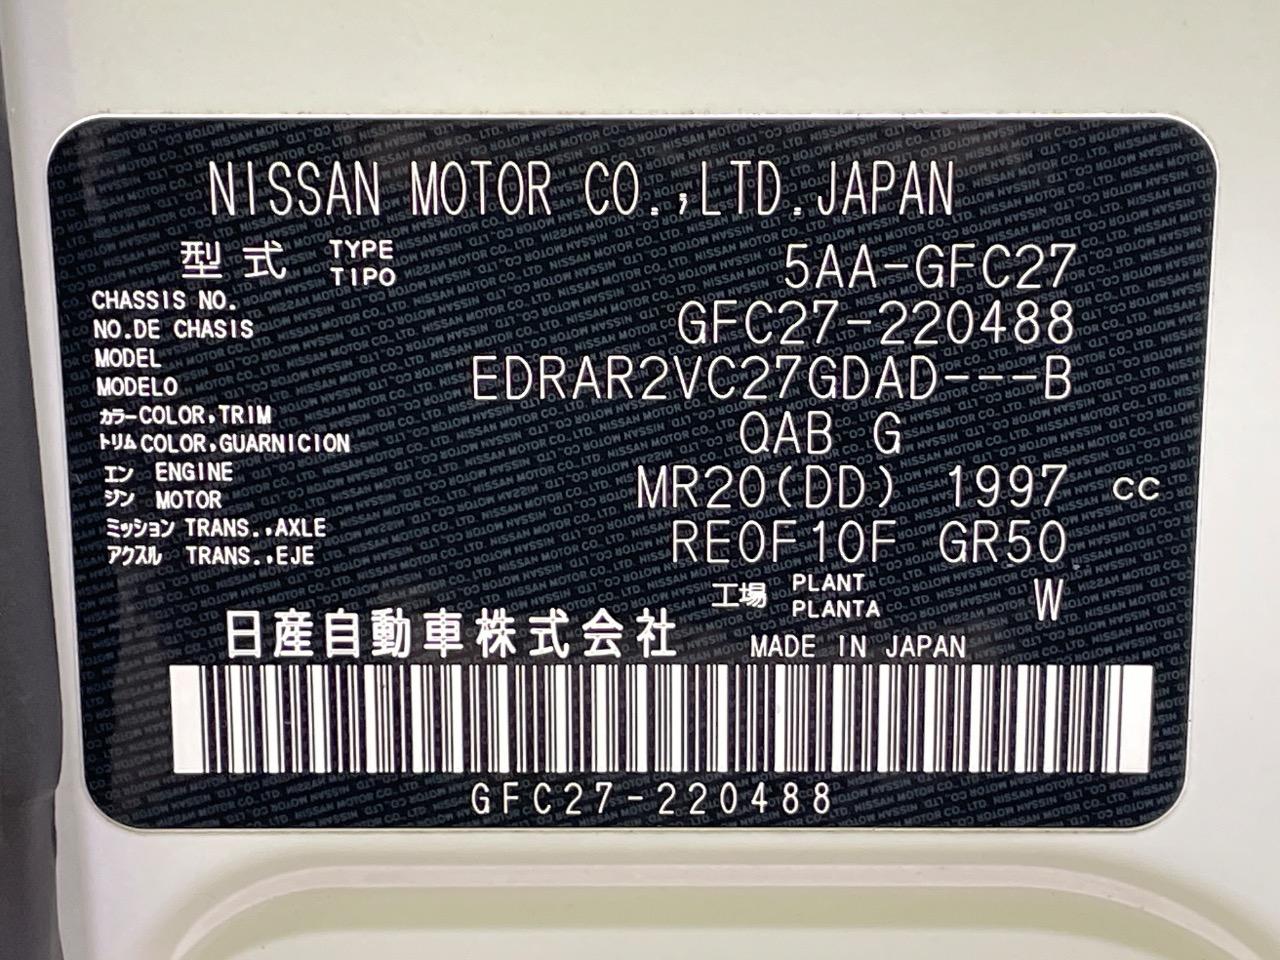 NISSAN MOTOR CO.,LTD.JAPAN
型式 TYPE TIPO 5AA-GFC27
CHASSIS NO.
NO.DE CHASIS GFC27-220488
MODEL
MODELO EDRAR2VC27GDAD---B
カラー COLOR,TRIM
トリム COLOR,GUARNICION QAB G
エン ENGINE
ジン MOTOR MR20(DD) 1997 cc
ミッション TRANS.,AXLE
アクスル TRANS.,EJE RE0F10F GR50
工場 PLANT PLANTA W
日産自動車株式会社 MADE IN JAPAN
GFC27-220488